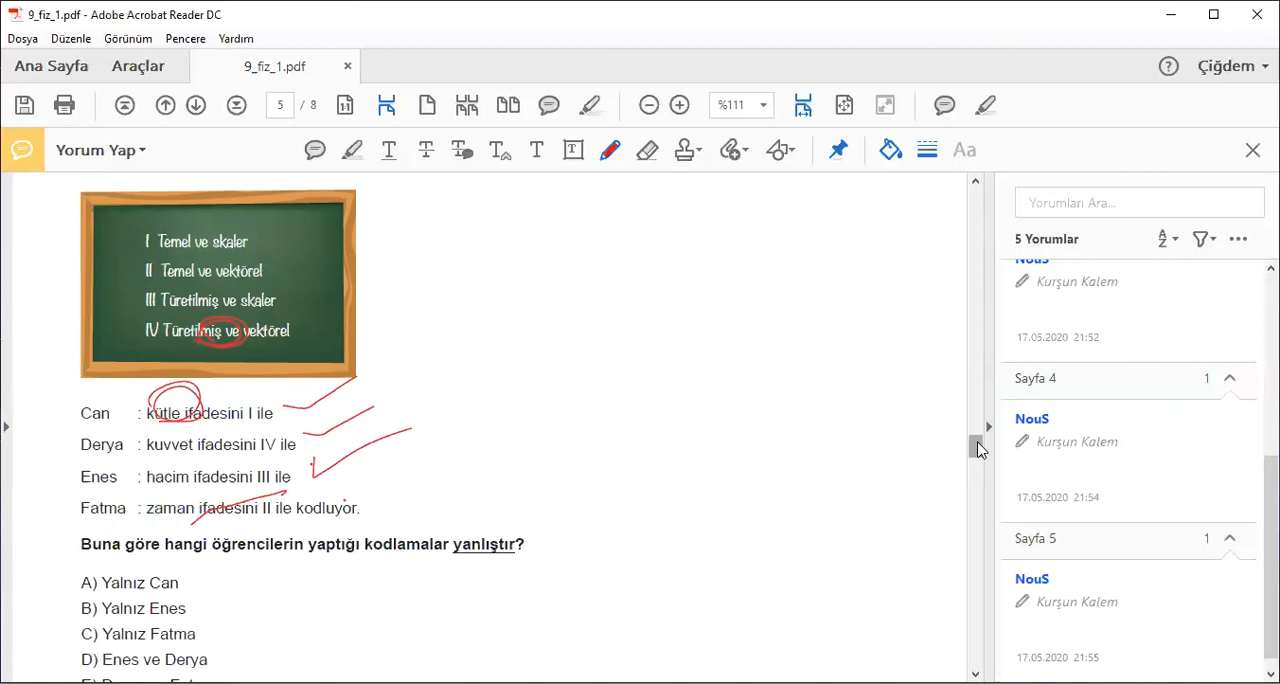 9_fiz_1.pdf - Adobe Acrobat Reader DC
Dosya Düzenle Görünüm Pencere Yardım
Ana Sayfa Araçlar 9_fiz_1.pdf × ? Çiğdem
5 / 8 %111
Yorum Yap
Aa
I Temel ve skaler
II Temel ve vektörel
III Türetilmiş ve skaler
IV Türetilmiş ve vektörel
Can : kütle ifadesini I ile
Derya : kuvvet ifadesini IV ile
Enes : hacim ifadesini III ile
Fatma : zaman ifadesini II ile kodluyor.
Buna göre hangi öğrencilerin yaptığı kodlamalar yanlıştır?
A) Yalnız Can
B) Yalnız Enes
C) Yalnız Fatma
D) Enes ve Derya
Yorumları Ara...
5 Yorumlar
NouS
Kurşun Kalem
17.05.2020 21:52
Sayfa 4 1
NouS
Kurşun Kalem
17.05.2020 21:54
Sayfa 5 1
NouS
Kurşun Kalem
17.05.2020 21:55